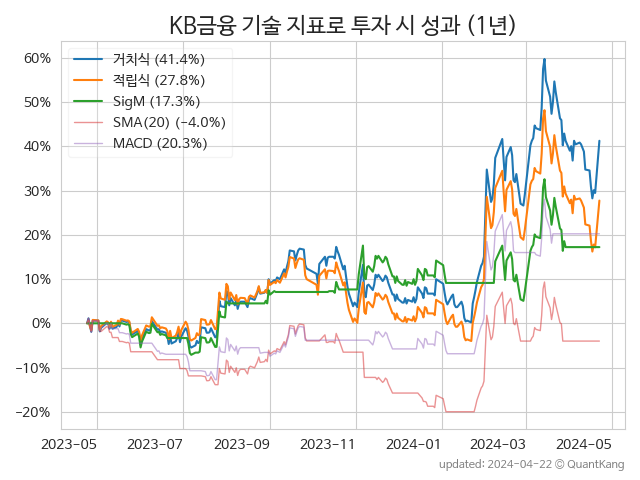 KB금융 기술 지표로 투자 시 성과 (1년)
거치식 (41.4%)
적립식 (27.8%)
SigM (17.3%)
SMA(20) (−4.0%)
MACD (20.3%)
60%
50%
40%
30%
20%
10%
0%
−10%
−20%
2023-05 2023-07 2023-09 2023-11 2024-01 2024-03 2024-05
updated: 2024-04-22 © QuantKang